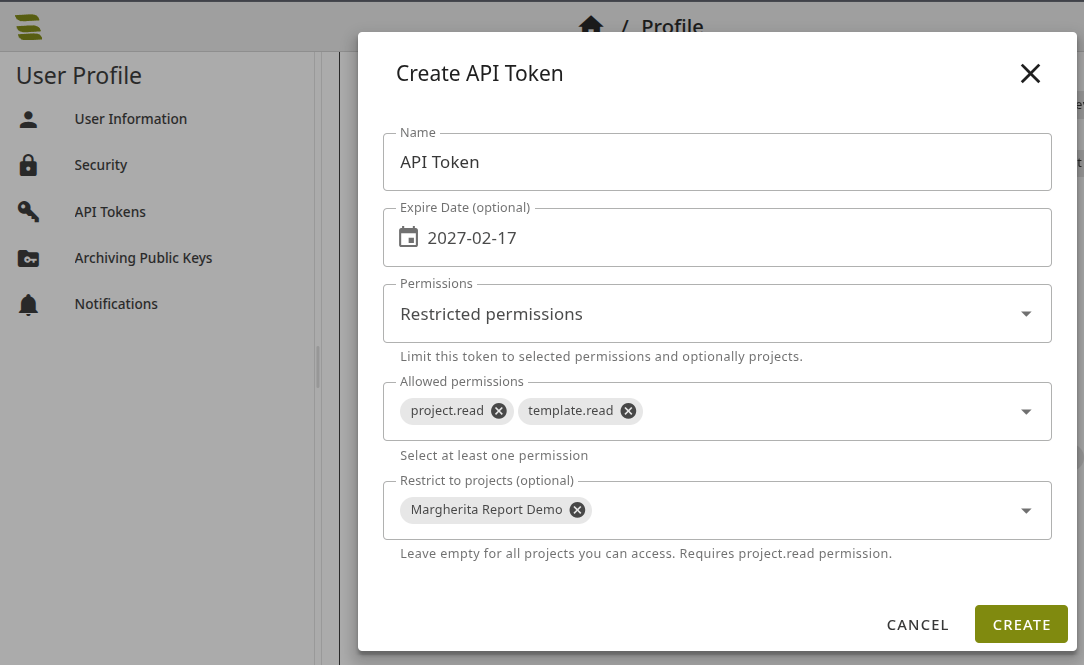 / Profile
User Profile
User Information
Security
API Tokens
Archiving Public Keys
Notifications
Create API Token
Name
API Token
Expire Date (optional)
2027-02-17
Permissions
Restricted permissions
Limit this token to selected permissions and optionally projects.
Allowed permissions
project.read template.read
Select at least one permission
Restrict to projects (optional)
Margherita Report Demo
Leave empty for all projects you can access. Requires project.read permission.
CANCEL CREATE